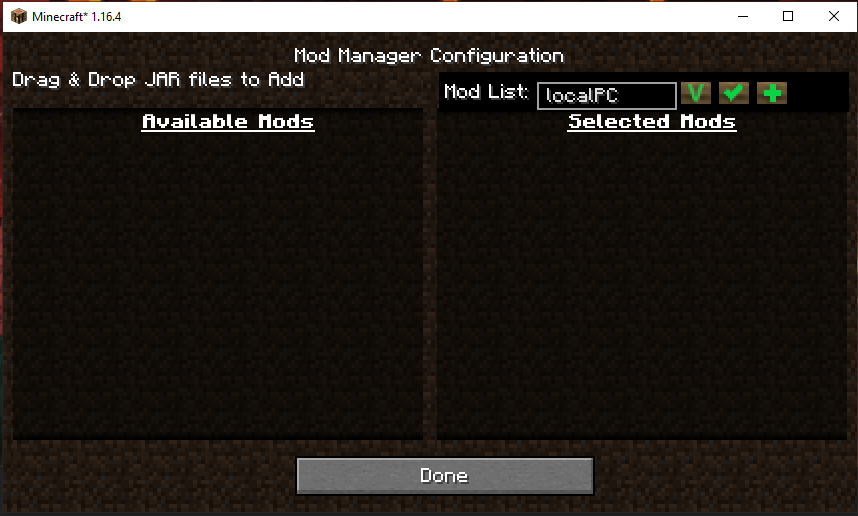 Minecraft* 1.16.4
Mod Manager Configuration
Drag & Drop JAR files to Add
Mod List: localPC V
Available Mods
Selected Mods
Done